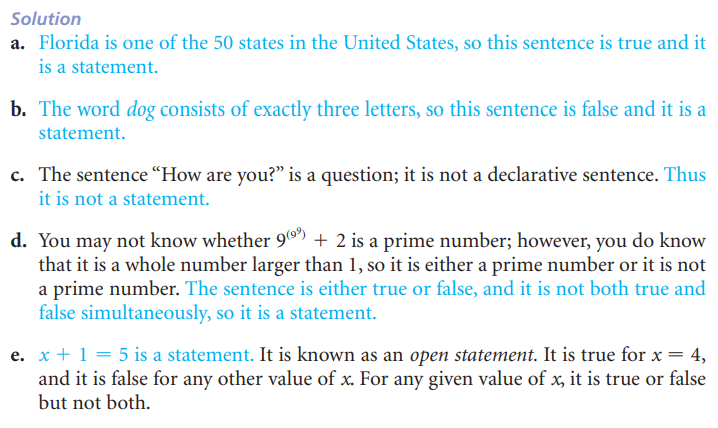 Solution
a. Florida is one of the 50 states in the United States, so this sentence is true and it
is a statement.
b. The word dog consists of exactly three letters, so this sentence is false and it is a
statement.
c. The sentence “How are you?” is a question; it is not a declarative sentence. Thus
it is not a statement.
d. You may not know whether 9^(9^9) + 2 is a prime number; however, you do know
that it is a whole number larger than 1, so it is either a prime number or it is not
a prime number. The sentence is either true or false, and it is not both true and
false simultaneously, so it is a statement.
e. x + 1 = 5 is a statement. It is known as an open statement. It is true for x = 4,
and it is false for any other value of x. For any given value of x, it is true or false
but not both.